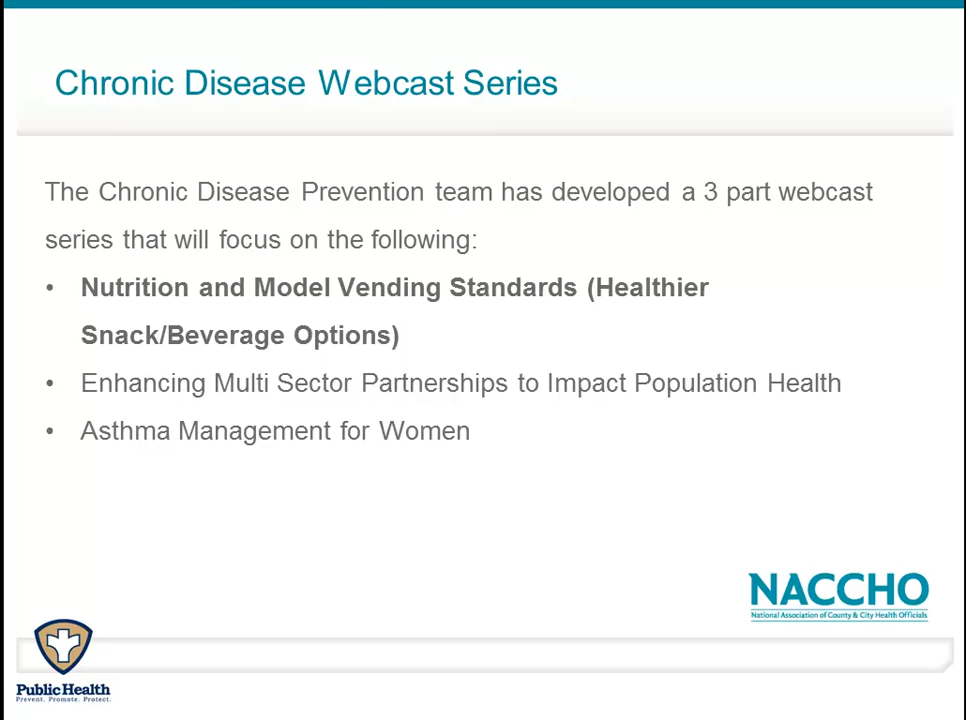 Chronic Disease Webcast Series
The Chronic Disease Prevention team has developed a 3 part webcast
series that will focus on the following:
• Nutrition and Model Vending Standards (Healthier
Snack/Beverage Options)
• Enhancing Multi Sector Partnerships to Impact Population Health
• Asthma Management for Women
NACCHO
National Association of County & City Health Officials
Public Health
Prevent. Promote. Protect.